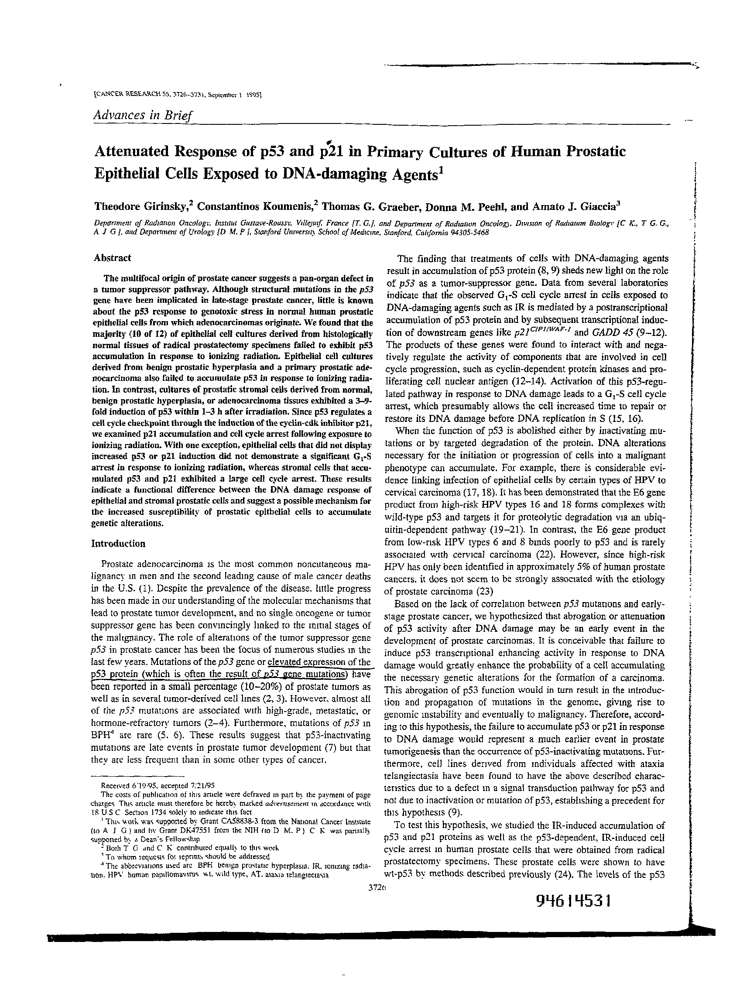 [CANCER RESEARCH 55, 3726-3731, September 1, 1995]
Advances in Brief
Attenuated Response of p53 and p21 in Primary Cultures of Human Prostatic
Epithelial Cells Exposed to DNA-damaging Agents¹
Theodore Girinsky,² Constantinos Koumenis,² Thomas G. Graeber, Donna M. Peehl, and Amato J. Giaccia³
Department of Radiation Oncology, Institut Gustave-Roussy, Villejuif, France [T. G.], and Department of Radiation Oncology, Division of Radiation Biology [C. K., T. G. G.,
A. J. G.], and Department of Urology [D. M. P.], Stanford University School of Medicine, Stanford, California 94305-5468
Abstract
The multifocal origin of prostate cancer suggests a pan-organ defect in
a tumor suppressor pathway. Although structural mutations in the p53
gene have been implicated in late-stage prostate cancer, little is known
about the p53 response to genotoxic stress in normal human prostatic
epithelial cells from which adenocarcinomas originate. We found that the
majority (10 of 12) of epithelial cell cultures derived from histologically
normal tissues of radical prostatectomy specimens failed to exhibit p53
accumulation in response to ionizing radiation. Epithelial cell cultures
derived from benign prostatic hyperplasia and a primary prostatic ade-
nocarcinoma also failed to accumulate p53 in response to ionizing radia-
tion. In contrast, cultures of prostatic stromal cells derived from normal,
benign prostatic hyperplasia, or adenocarcinoma tissues exhibited a 3-9-
fold induction of p53 within 1-3 h after irradiation. Since p53 regulates a
cell cycle checkpoint through the induction of the cyclin-cdk inhibitor p21,
we examined p21 accumulation and cell cycle arrest following exposure to
ionizing radiation. With one exception, epithelial cells that did not display
increased p53 or p21 induction did not demonstrate a significant G₁-S
arrest in response to ionizing radiation, whereas stromal cells that accu-
mulated p53 and p21 exhibited a large cell cycle arrest. These results
indicate a functional difference between the DNA damage response of
epithelial and stromal prostatic cells and suggest a possible mechanism for
the increased susceptibility of prostatic epithelial cells to accumulate
genetic alterations.
Introduction
Prostate adenocarcinoma is the most common noncutaneous ma-
lignancy in men and the second leading cause of male cancer deaths
in the U.S. (1). Despite the prevalence of the disease, little progress
has been made in our understanding of the molecular mechanisms that
lead to prostate tumor development, and no single oncogene or tumor
suppressor gene has been convincingly linked to the initial stages of
the malignancy. The role of alterations of the tumor suppressor gene
p53 in prostate cancer has been the focus of numerous studies in the
last few years. Mutations of the p53 gene or elevated expression of the
p53 protein (which is often the result of p53 gene mutations) have
been reported in a small percentage (10-20%) of prostate tumors as
well as in several tumor-derived cell lines (2, 3). However, almost all
of the p53 mutations are associated with high-grade, metastatic, or
hormone-refractory tumors (2-4). Furthermore, mutations of p53 in
BPH⁴ are rare (5, 6). These results suggest that p53-inactivating
mutations are late events in prostate tumor development (7) but that
they are less frequent than in some other types of cancer.
Received 6/19/95, accepted 7/21/95
The costs of publication of this article were defrayed in part by the payment of page
charges. This article must therefore be hereby marked advertisement in accordance with
18 U.S.C. Section 1734 solely to indicate this fact.
¹ This work was supported by Grant CA58838-3 from the National Cancer Institute
(to A. J. G.) and by Grant DK47551 from the NIH (to D. M. P.) C. K. was partially
supported by a Dean's Fellowship
² Both T. G. and C. K. contributed equally to this work
³ To whom requests for reprints should be addressed
⁴ The abbreviations used are: BPH, benign prostatic hyperplasia, IR, ionizing radia-
tion, HPV, human papillomavirus, wt, wild type, AT, ataxia telangiectasia
The finding that treatments of cells with DNA-damaging agents
result in accumulation of p53 protein (8, 9) sheds new light on the role
of p53 as a tumor-suppressor gene. Data from several laboratories
indicate that the observed G₁-S cell cycle arrest in cells exposed to
DNA-damaging agents such as IR is mediated by a posttranscriptional
accumulation of p53 protein and by subsequent transcriptional induc-
tion of downstream genes like p21^CIP1/WAF-1 and GADD 45 (9-12).
The products of these genes were found to interact with and nega-
tively regulate the activity of components that are involved in cell
cycle progression, such as cyclin-dependent protein kinases and pro-
liferating cell nuclear antigen (12-14). Activation of this p53-regu-
lated pathway in response to DNA damage leads to a G₁-S cell cycle
arrest, which presumably allows the cell increased time to repair or
restore its DNA damage before DNA replication in S (15, 16).
When the function of p53 is abolished either by inactivating mu-
tations or by targeted degradation of the protein. DNA alterations
necessary for the initiation or progression of cells into a malignant
phenotype can accumulate. For example, there is considerable evi-
dence linking infection of epithelial cells by certain types of HPV to
cervical carcinoma (17, 18). It has been demonstrated that the E6 gene
product from high-risk HPV types 16 and 18 forms complexes with
wild-type p53 and targets it for proteolytic degradation via an ubiq-
uitin-dependent pathway (19-21). In contrast, the E6 gene product
from low-risk HPV types 6 and 8 binds poorly to p53 and is rarely
associated with cervical carcinoma (22). However, since high-risk
HPV has only been identified in approximately 5% of human prostate
cancers, it does not seem to be strongly associated with the etiology
of prostate carcinoma (23)
Based on the lack of correlation between p53 mutations and early-
stage prostate cancer, we hypothesized that abrogation or attenuation
of p53 activity after DNA damage may be an early event in the
development of prostate carcinomas. It is conceivable that failure to
induce p53 transcriptional enhancing activity in response to DNA
damage would greatly enhance the probability of a cell accumulating
the necessary genetic alterations for the formation of a carcinoma.
This abrogation of p53 function would in turn result in the introduc-
tion and propagation of mutations in the genome, giving rise to
genomic instability and eventually to malignancy. Therefore, accord-
ing to this hypothesis, the failure to accumulate p53 or p21 in response
to DNA damage would represent a much earlier event in prostate
tumorigenesis than the occurrence of p53-inactivating mutations. Fur-
thermore, cell lines derived from individuals affected with ataxia
telangiectasia have been found to have the above described charac-
teristics due to a defect in a signal transduction pathway for p53 and
not due to inactivation or mutation of p53, establishing a precedent for
this hypothesis (9).
To test this hypothesis, we studied the IR-induced accumulation of
p53 and p21 proteins as well as the p53-dependent, IR-induced cell
cycle arrest in human prostate cells that were obtained from radical
prostatectomy specimens. These prostate cells were shown to have
wt-p53 by methods described previously (24). The levels of the p53
3726
94614531